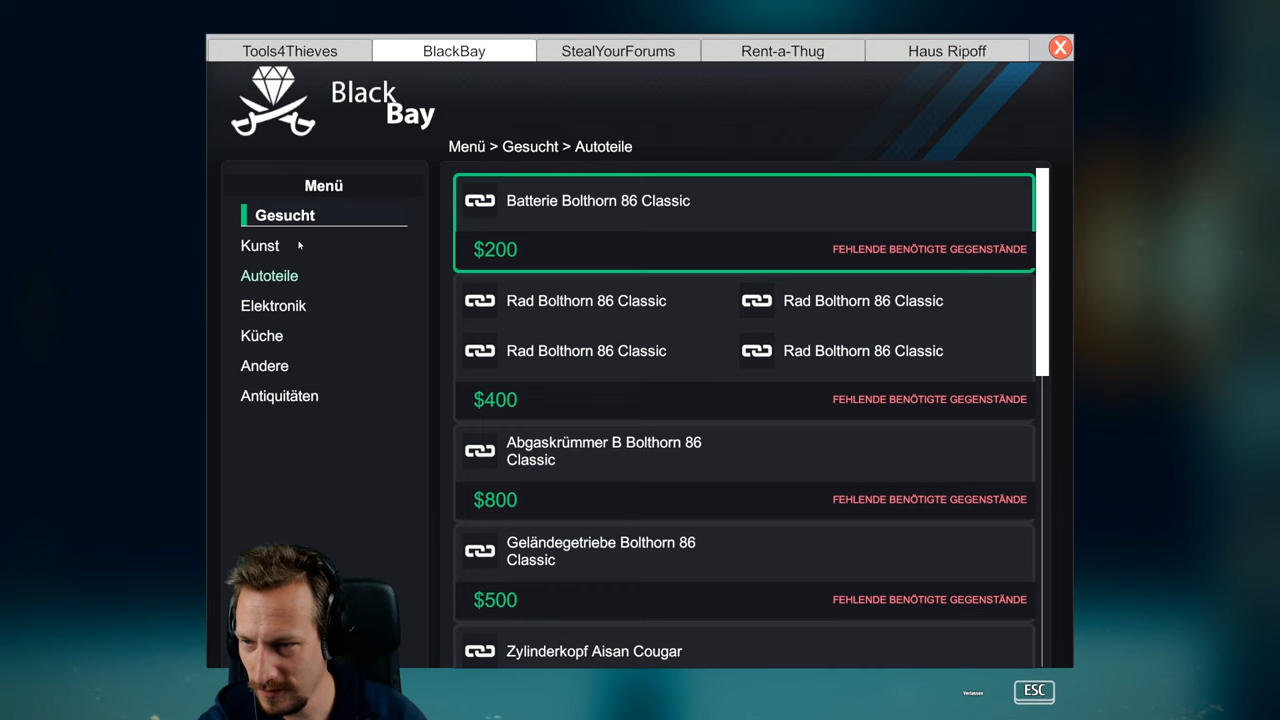 Tools4Thieves
BlackBay
StealYourForums
Rent-a-Thug
Haus Ripoff
X
Black
Bay
Menü > Gesucht > Autoteile
Menü
Gesucht
Kunst
Autoteile
Elektronik
Küche
Andere
Antiquitäten
Batterie Bolthorn 86 Classic
$200
FEHLENDE BENÖTIGTE GEGENSTÄNDE
Rad Bolthorn 86 Classic
Rad Bolthorn 86 Classic
Rad Bolthorn 86 Classic
Rad Bolthorn 86 Classic
$400
FEHLENDE BENÖTIGTE GEGENSTÄNDE
Abgaskrümmer B Bolthorn 86
Classic
$800
FEHLENDE BENÖTIGTE GEGENSTÄNDE
Geländegetriebe Bolthorn 86
Classic
$500
FEHLENDE BENÖTIGTE GEGENSTÄNDE
Zylinderkopf Aisan Cougar
Verlassen
ESC